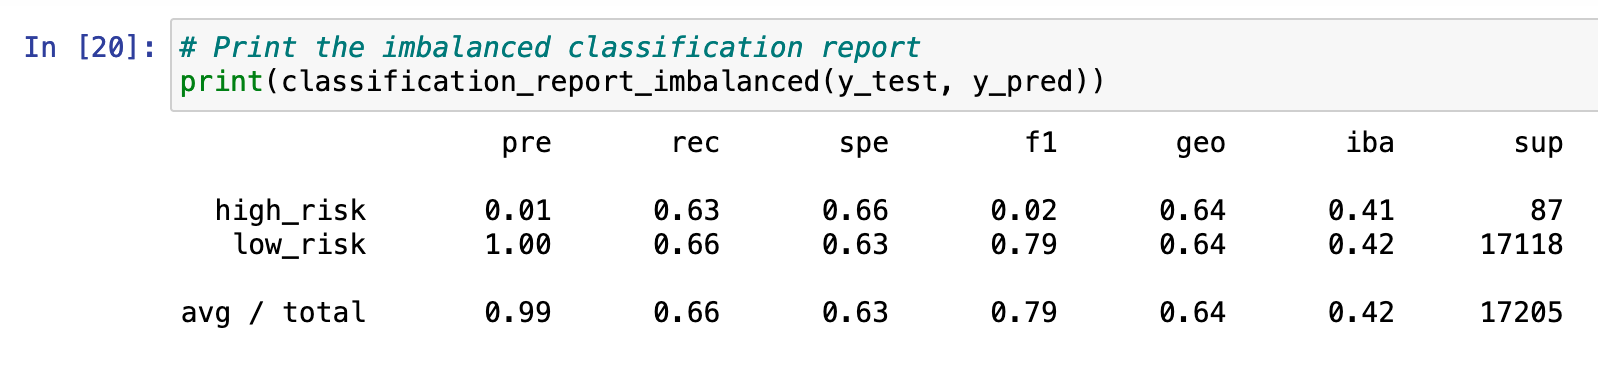 In [20]: # Print the imbalanced classification report
print(classification_report_imbalanced(y_test, y_pred))
pre rec spe f1 geo iba sup
high_risk 0.01 0.63 0.66 0.02 0.64 0.41 87
low_risk 1.00 0.66 0.63 0.79 0.64 0.42 17118
avg / total 0.99 0.66 0.63 0.79 0.64 0.42 17205